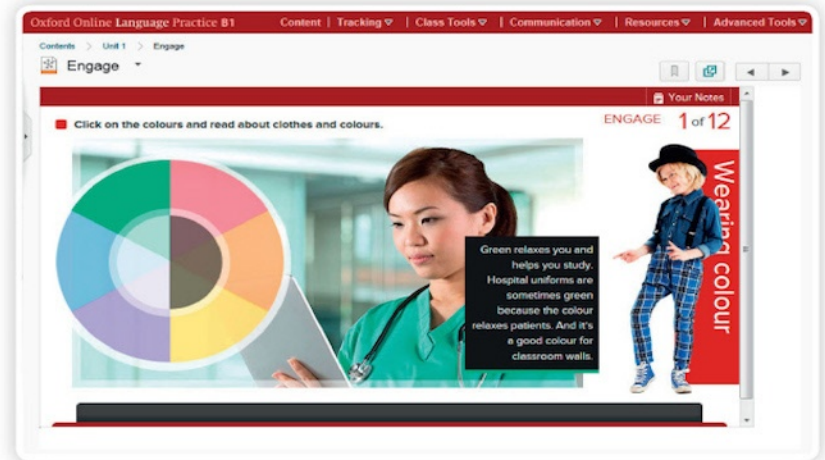 Oxford Online Language Practice B1
Content | Tracking | Class Tools | Communication | Resources | Advanced Tools
Contents > Unit 1 > Engage
Engage
Your Notes
Click on the colours and read about clothes and colours.
ENGAGE 1 of 12
Green relaxes you and
helps you study.
Hospital uniforms are
sometimes green
because the colour
relaxes patients. And it's
a good colour for
classroom walls.
Wearing colour